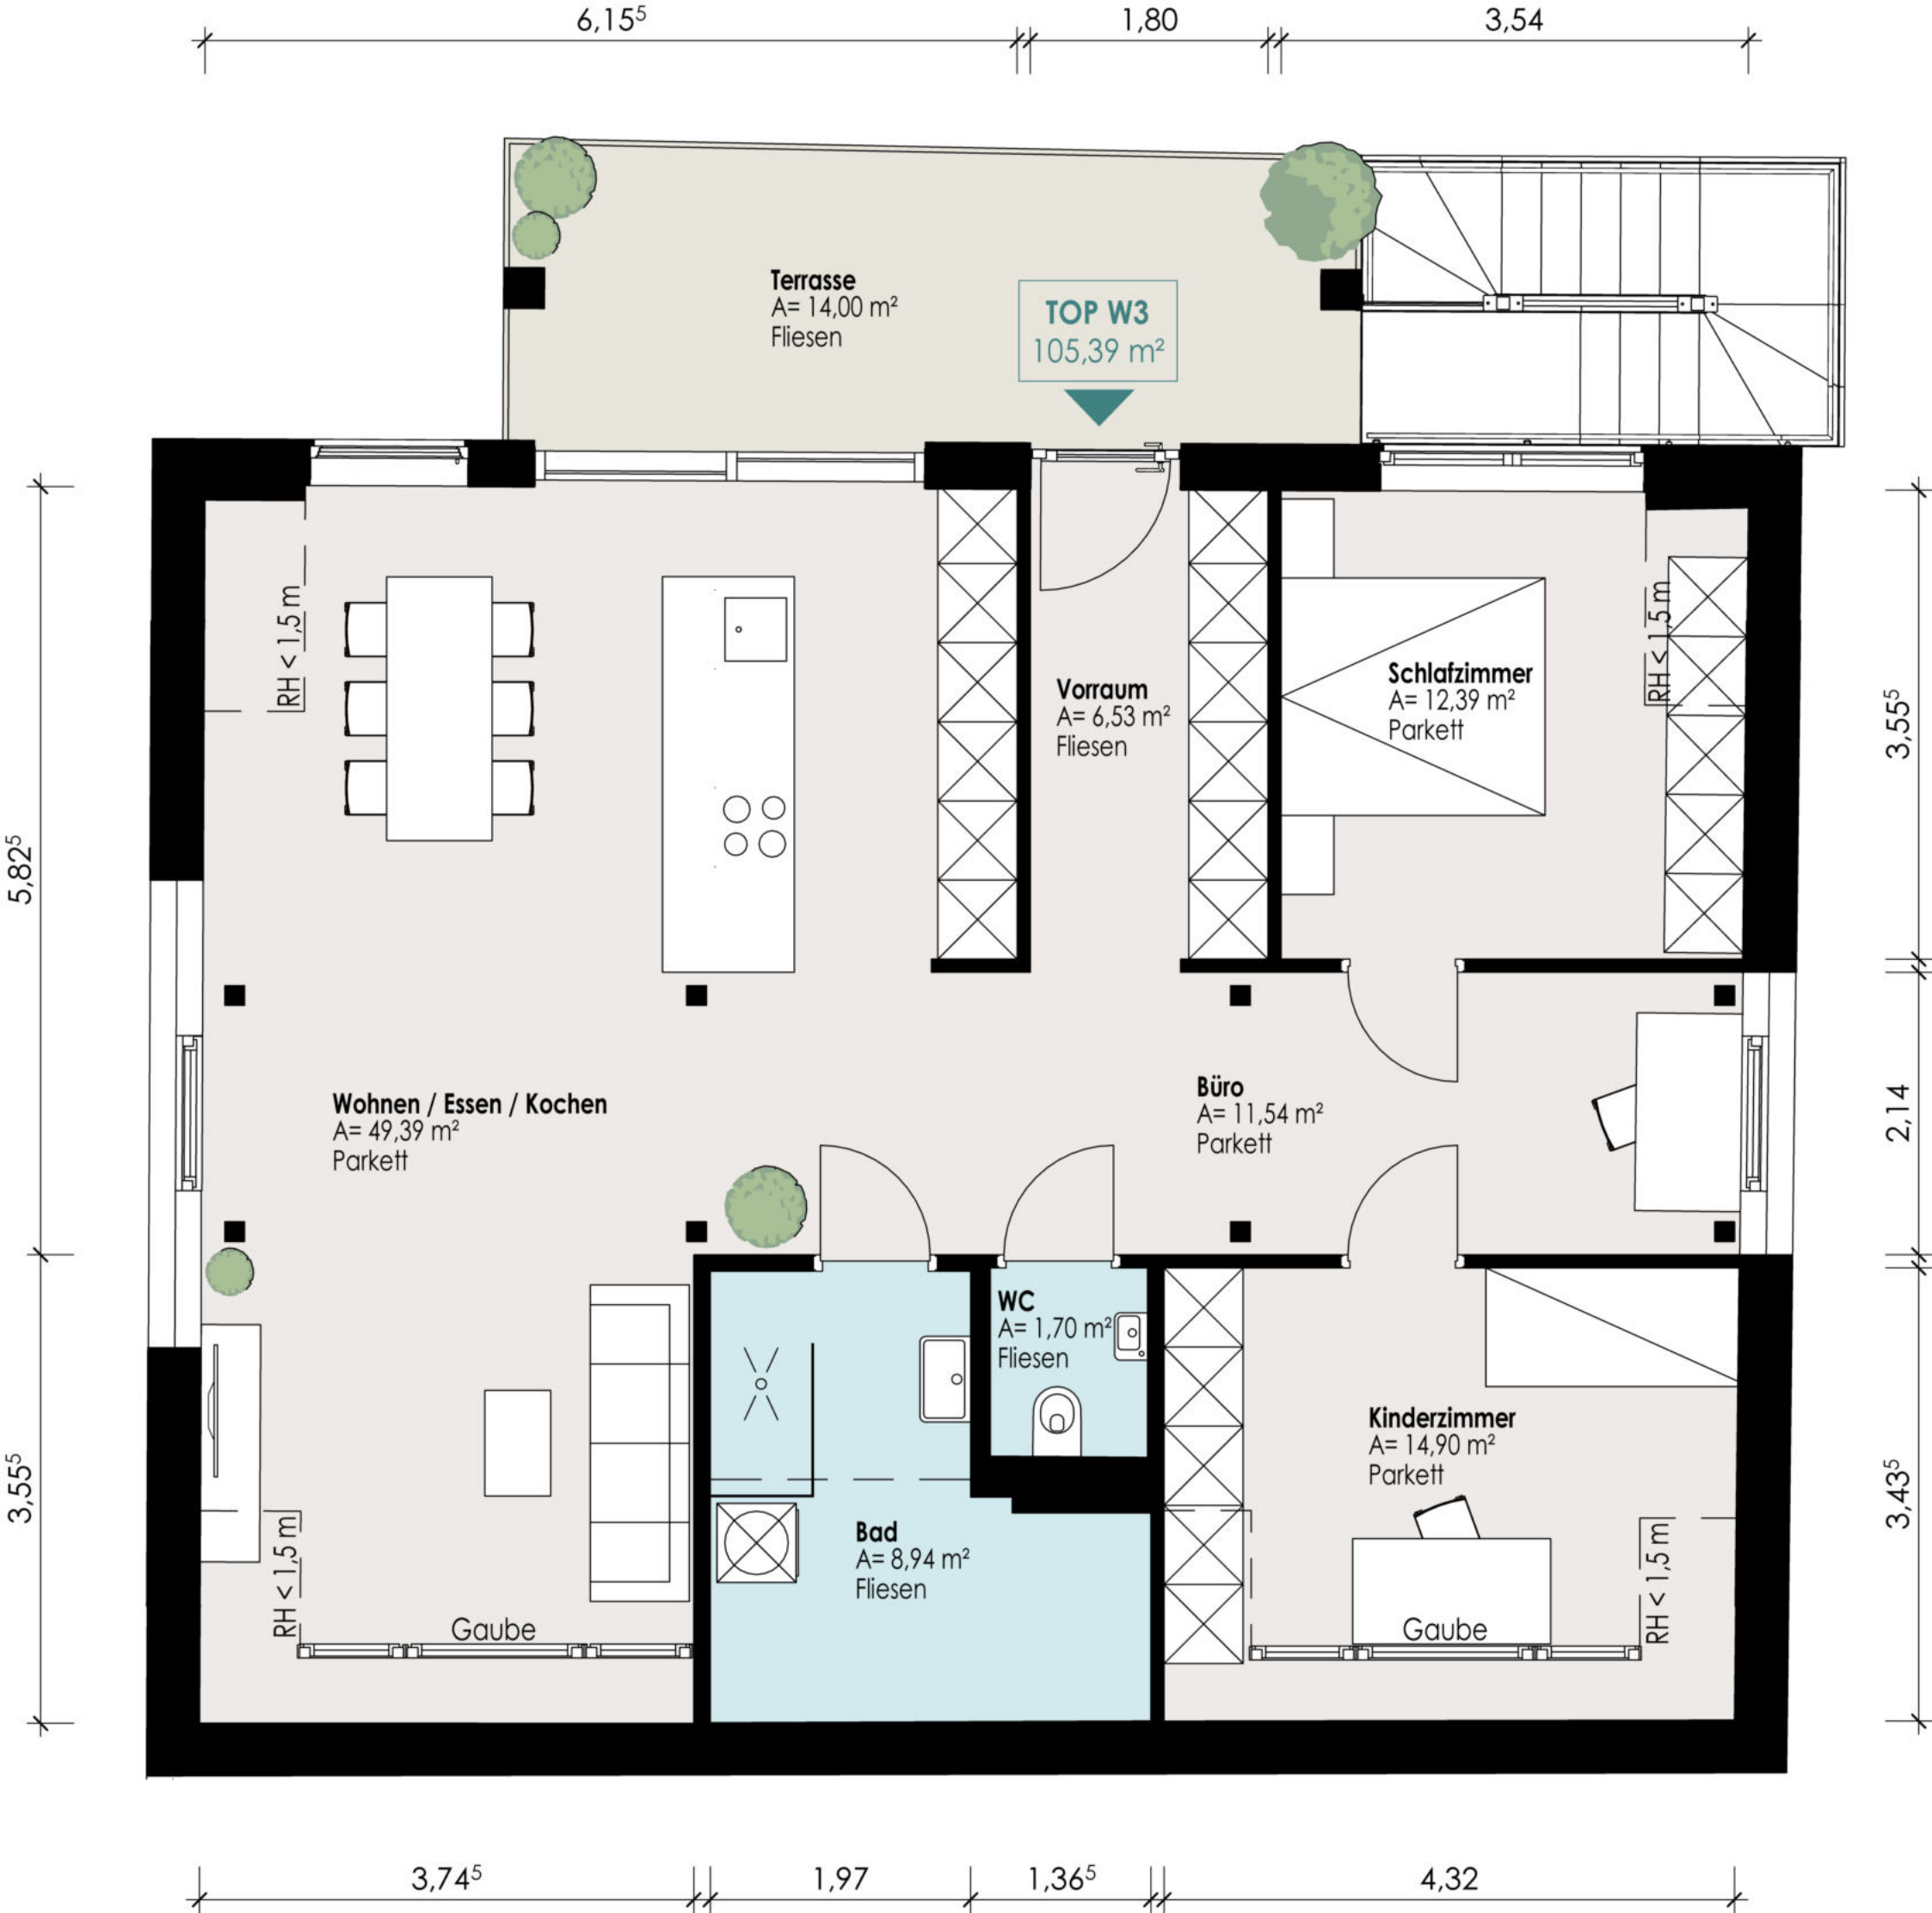 6,15⁵
1,80
3,54
Terrasse
A= 14,00 m²
Fliesen
TOP W3
105,39 m²
RH < 1,5 m
RH < 1,5 m
Schlafzimmer
A= 12,39 m²
Parkett
Vorraum
A= 6,53 m²
Fliesen
3,55⁵
5,82⁵
Wohnen / Essen / Kochen
A= 49,39 m²
Parkett
Büro
A= 11,54 m²
Parkett
2,14
WC
A= 1,70 m²
Fliesen
Kinderzimmer
A= 14,90 m²
Parkett
3,55⁵
3,43⁵
Bad
A= 8,94 m²
Fliesen
RH < 1,5 m
RH < 1,5 m
Gaube
Gaube
3,74⁵
1,97
1,36⁵
4,32